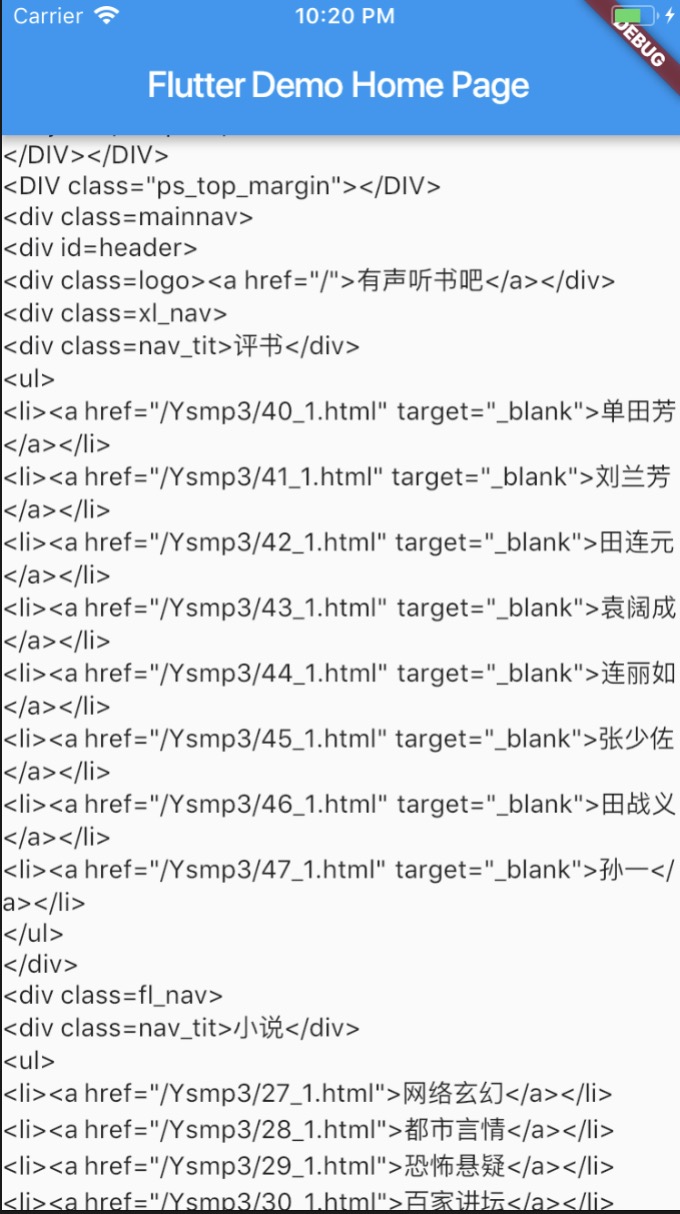 Carrier
10:20 PM
DEBUG
Flutter Demo Home Page
</DIV></DIV>
<DIV class="ps_top_margin"></DIV>
<div class=mainnav>
<div id=header>
<div class=logo><a href="/">有声听书吧</a></div>
<div class=xl_nav>
<div class=nav_tit>评书</div>
<ul>
<li><a href="/Ysmp3/40_1.html" target="_blank">单田芳
</a></li>
<li><a href="/Ysmp3/41_1.html" target="_blank">刘兰芳
</a></li>
<li><a href="/Ysmp3/42_1.html" target="_blank">田连元
</a></li>
<li><a href="/Ysmp3/43_1.html" target="_blank">袁阔成
</a></li>
<li><a href="/Ysmp3/44_1.html" target="_blank">连丽如
</a></li>
<li><a href="/Ysmp3/45_1.html" target="_blank">张少佐
</a></li>
<li><a href="/Ysmp3/46_1.html" target="_blank">田战义
</a></li>
<li><a href="/Ysmp3/47_1.html" target="_blank">孙一</
a></li>
</ul>
</div>
<div class=fl_nav>
<div class=nav_tit>小说</div>
<ul>
<li><a href="/Ysmp3/27_1.html">网络玄幻</a></li>
<li><a href="/Ysmp3/28_1.html">都市言情</a></li>
<li><a href="/Ysmp3/29_1.html">恐怖悬疑</a></li>
<li><a href="/Ysmp3/30_1.html">百家讲坛</a></li>